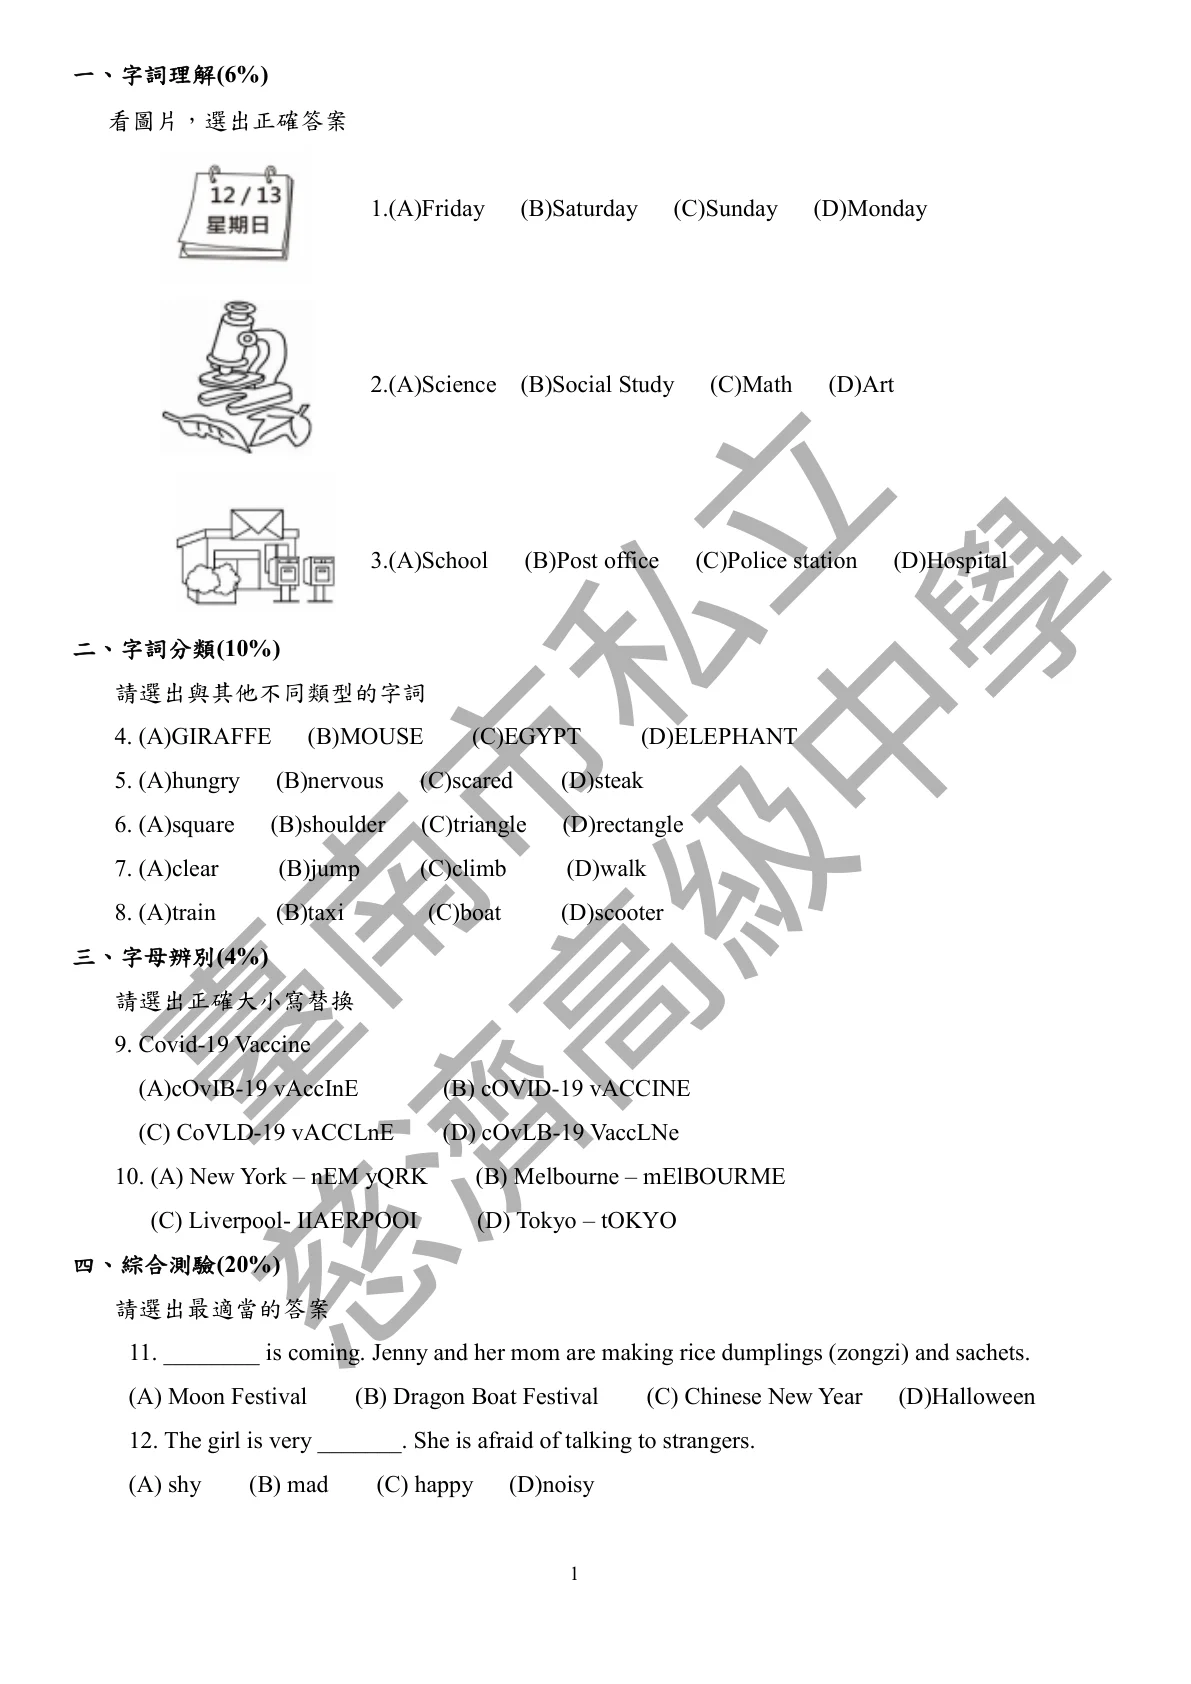 一、字詞理解(6%)
看圖片，選出正確答案
12 / 13
星期日
1.(A)Friday (B)Saturday (C)Sunday (D)Monday
2.(A)Science (B)Social Study (C)Math (D)Art
3.(A)School (B)Post office (C)Police station (D)Hospital
二、字詞分類(10%)
請選出與其他不同類型的字詞
4. (A)GIRAFFE (B)MOUSE (C)EGYPT (D)ELEPHANT
5. (A)hungry (B)nervous (C)scared (D)steak
6. (A)square (B)shoulder (C)triangle (D)rectangle
7. (A)clear (B)jump (C)climb (D)walk
8. (A)train (B)taxi (C)boat (D)scooter
三、字母辨別(4%)
請選出正確大小寫替換
9. Covid-19 Vaccine
(A)cOvIB-19 vAccInE (B) cOVID-19 vACCINE
(C) CoVLD-19 vACCLnE (D) cOvLB-19 VaccLNe
10. (A) New York – nEM yQRK (B) Melbourne – mElBOURME
(C) Liverpool- IIAERPOOI (D) Tokyo – tOKYO
四、綜合測驗(20%)
請選出最適當的答案
11. ________ is coming. Jenny and her mom are making rice dumplings (zongzi) and sachets.
(A) Moon Festival (B) Dragon Boat Festival (C) Chinese New Year (D)Halloween
12. The girl is very _______. She is afraid of talking to strangers.
(A) shy (B) mad (C) happy (D)noisy
1
臺南市私立
慈濟高級中學